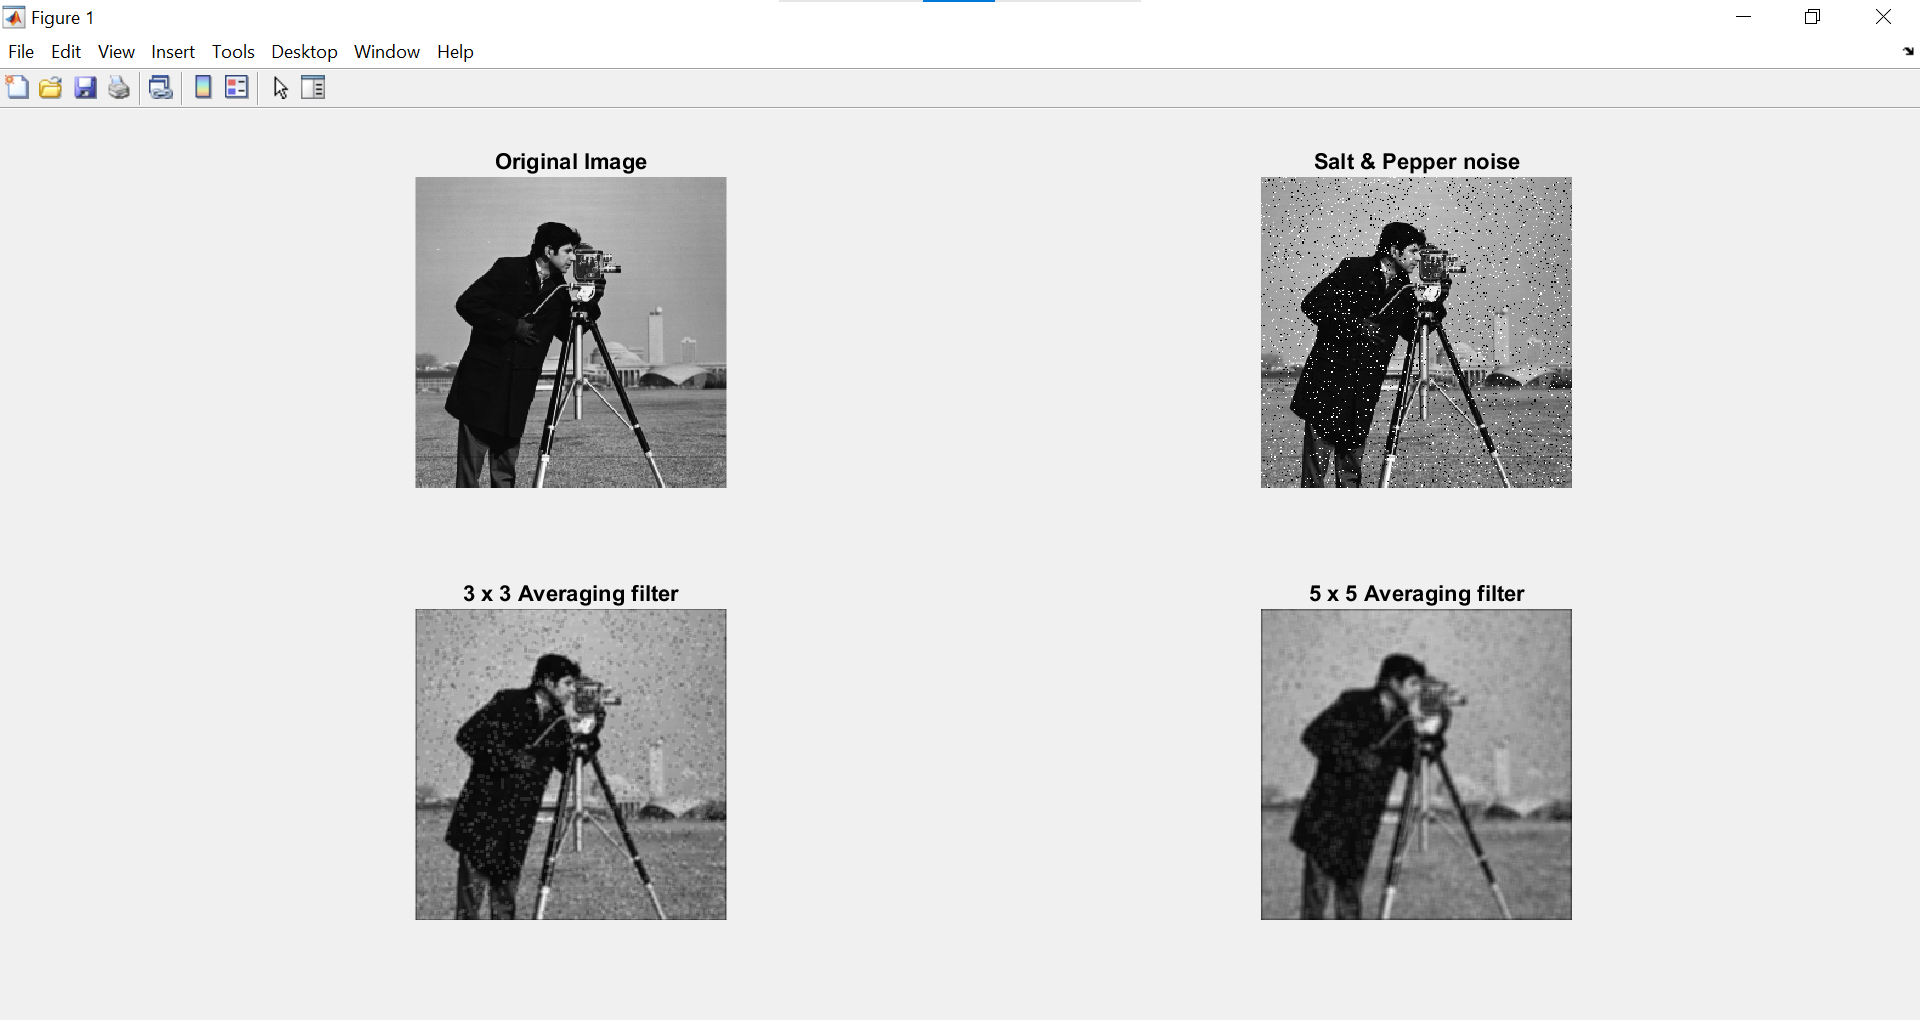 Figure 1
File Edit View Insert Tools Desktop Window Help
Original Image
Salt & Pepper noise
3 x 3 Averaging filter
5 x 5 Averaging filter